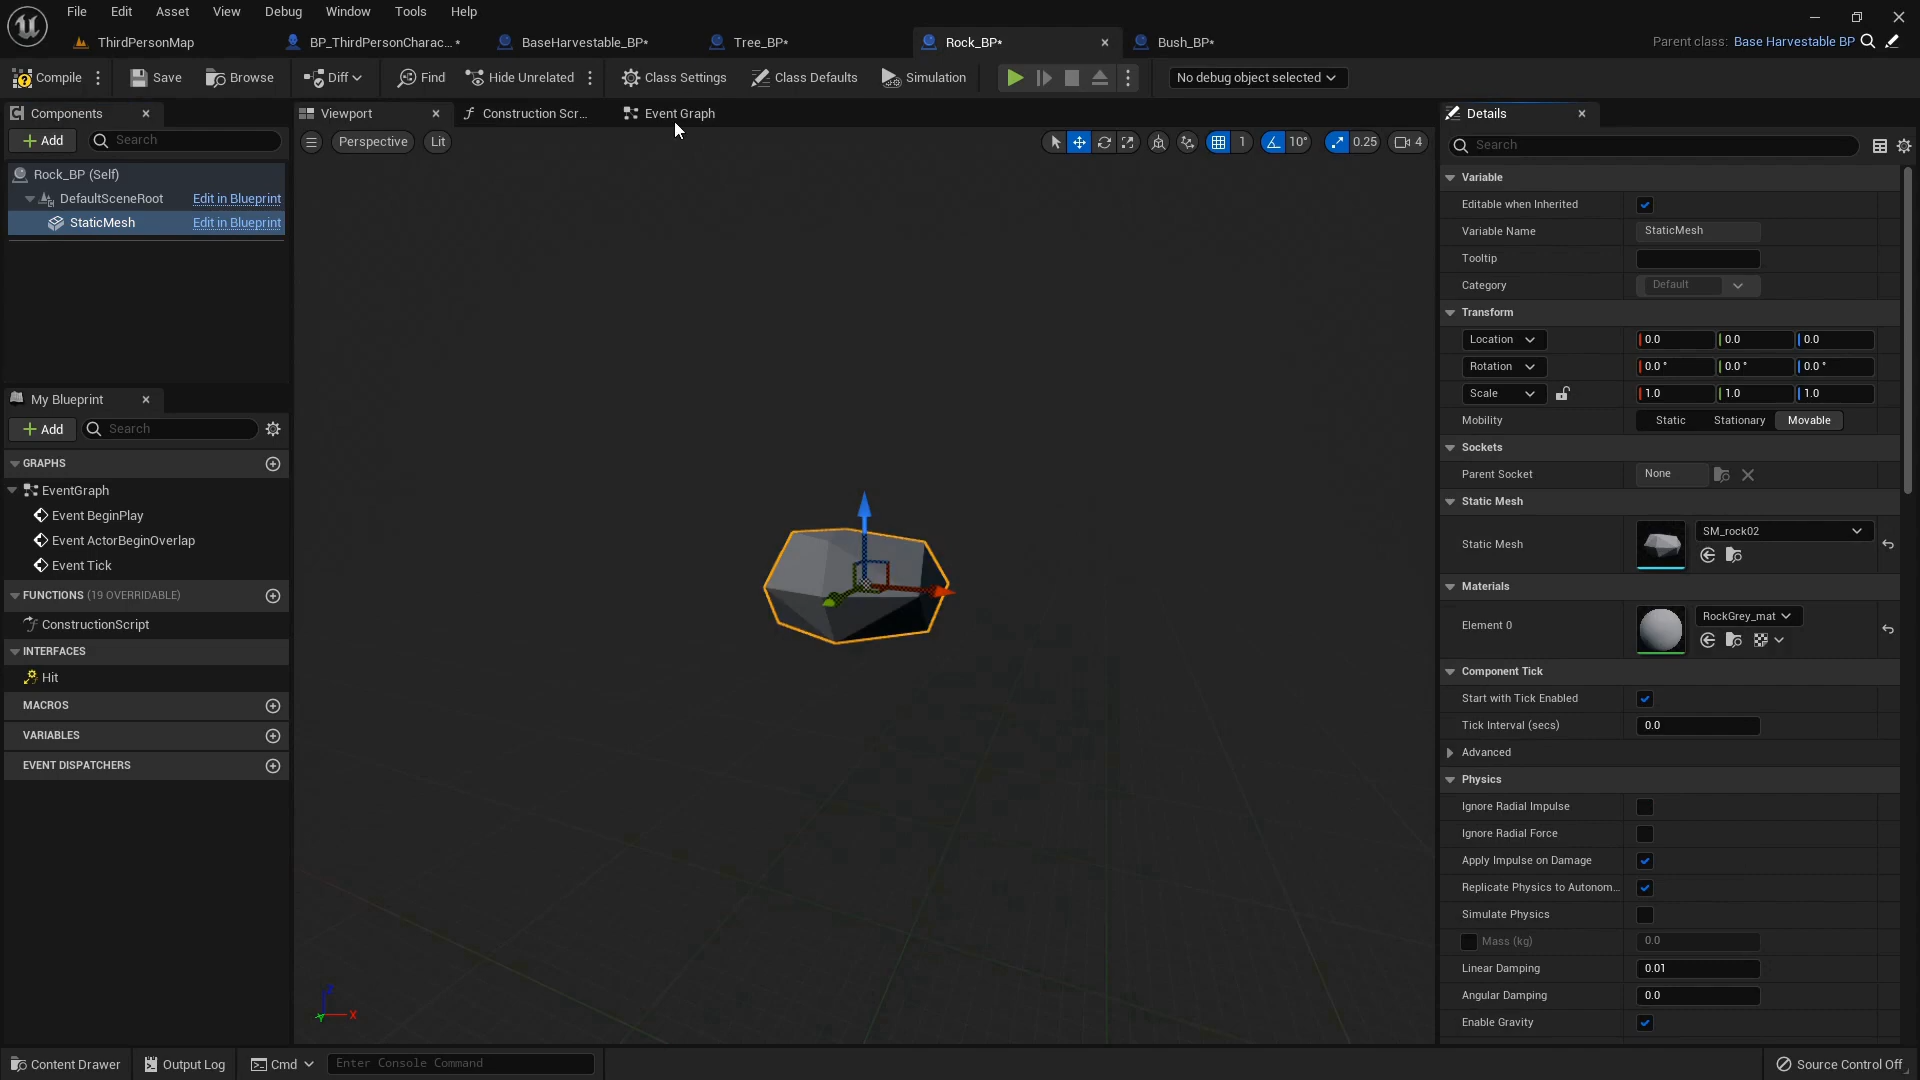 File Edit Asset View Debug Window Tools Help
ThirdPersonMap BP_ThirdPersonCharac...* BaseHarvestable_BP* Tree_BP* Rock_BP* Bush_BP* Parent class: Base Harvestable BP
Compile Save Browse Diff Find Hide Unrelated Class Settings Class Defaults Simulation No debug object selected
Components
Add Search
Rock_BP (Self)
DefaultSceneRoot Edit in Blueprint
StaticMesh Edit in Blueprint
My Blueprint
Add Search
GRAPHS
EventGraph
Event BeginPlay
Event ActorBeginOverlap
Event Tick
FUNCTIONS (19 OVERRIDABLE)
ConstructionScript
INTERFACES
Hit
MACROS
VARIABLES
EVENT DISPATCHERS
Viewport Construction Scr... Event Graph
Perspective Lit 1 10° 0.25 4
Z
X
Y
Details
Search
Variable
Editable when Inherited
Variable Name StaticMesh
Tooltip
Category Default
Transform
Location 0.0 0.0 0.0
Rotation 0.0 ° 0.0 ° 0.0 °
Scale 1.0 1.0 1.0
Mobility Static Stationary Movable
Sockets
Parent Socket None
Static Mesh
Static Mesh SM_rock02
Materials
Element 0 RockGrey_mat
Component Tick
Start with Tick Enabled
Tick Interval (secs) 0.0
Advanced
Physics
Ignore Radial Impulse
Ignore Radial Force
Apply Impulse on Damage
Replicate Physics to Autonom...
Simulate Physics
Mass (kg) 0.0
Linear Damping 0.01
Angular Damping 0.0
Enable Gravity
Content Drawer Output Log Cmd Enter Console Command Source Control Off